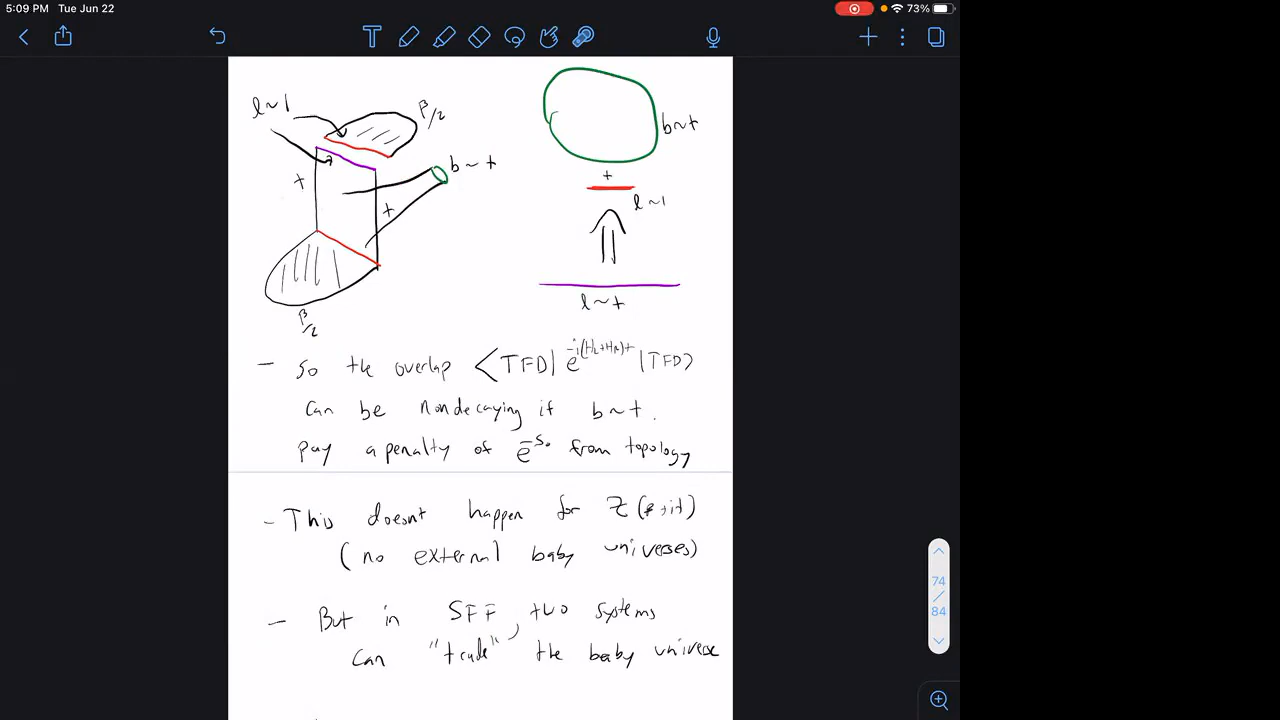 5:09 PM Tue Jun 22
73%
l~1
β/2
b~t
t
t
β/2
b~t
+
l~1
l~t
- So the overlap <TFD| e^{-i(H_L+H_R)t} |TFD>
can be nondecaying if b~t.
pay a penalty of e^{-S_0} from topology
- This doesn't happen for Z(β+it)
(no external baby universes)
- But in SFF, two systems
can "trade" the baby universe
74
/
84